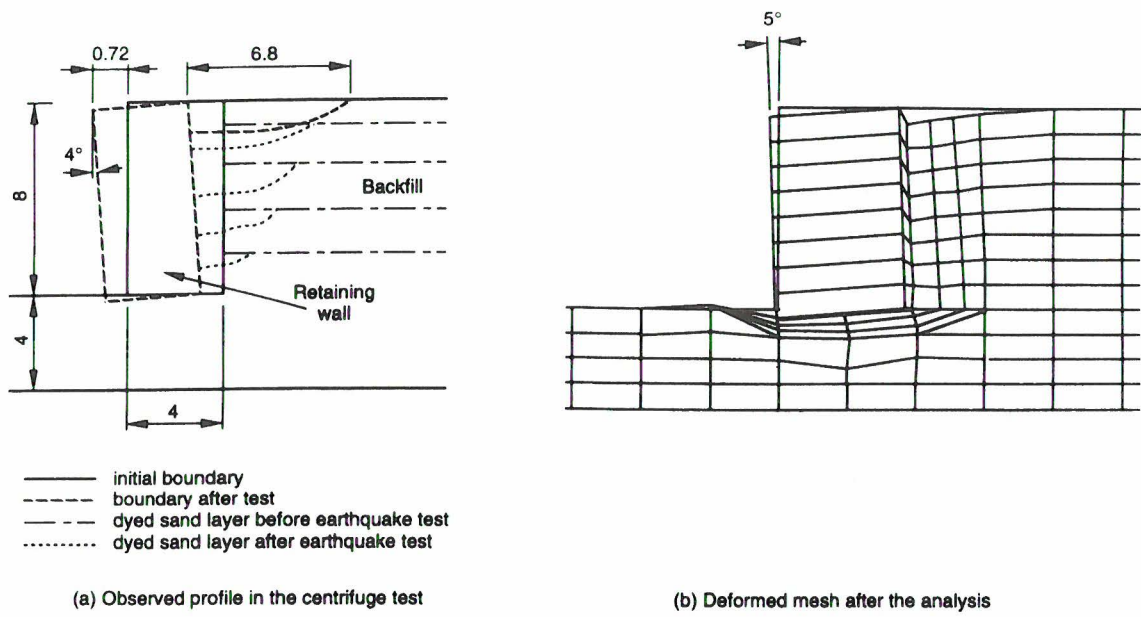 0.72
6.8
5°
4°
8
Backfill
Retaining
wall
4
4
initial boundary
boundary after test
dyed sand layer before earthquake test
dyed sand layer after earthquake test
(a) Observed profile in the centrifuge test
(b) Deformed mesh after the analysis